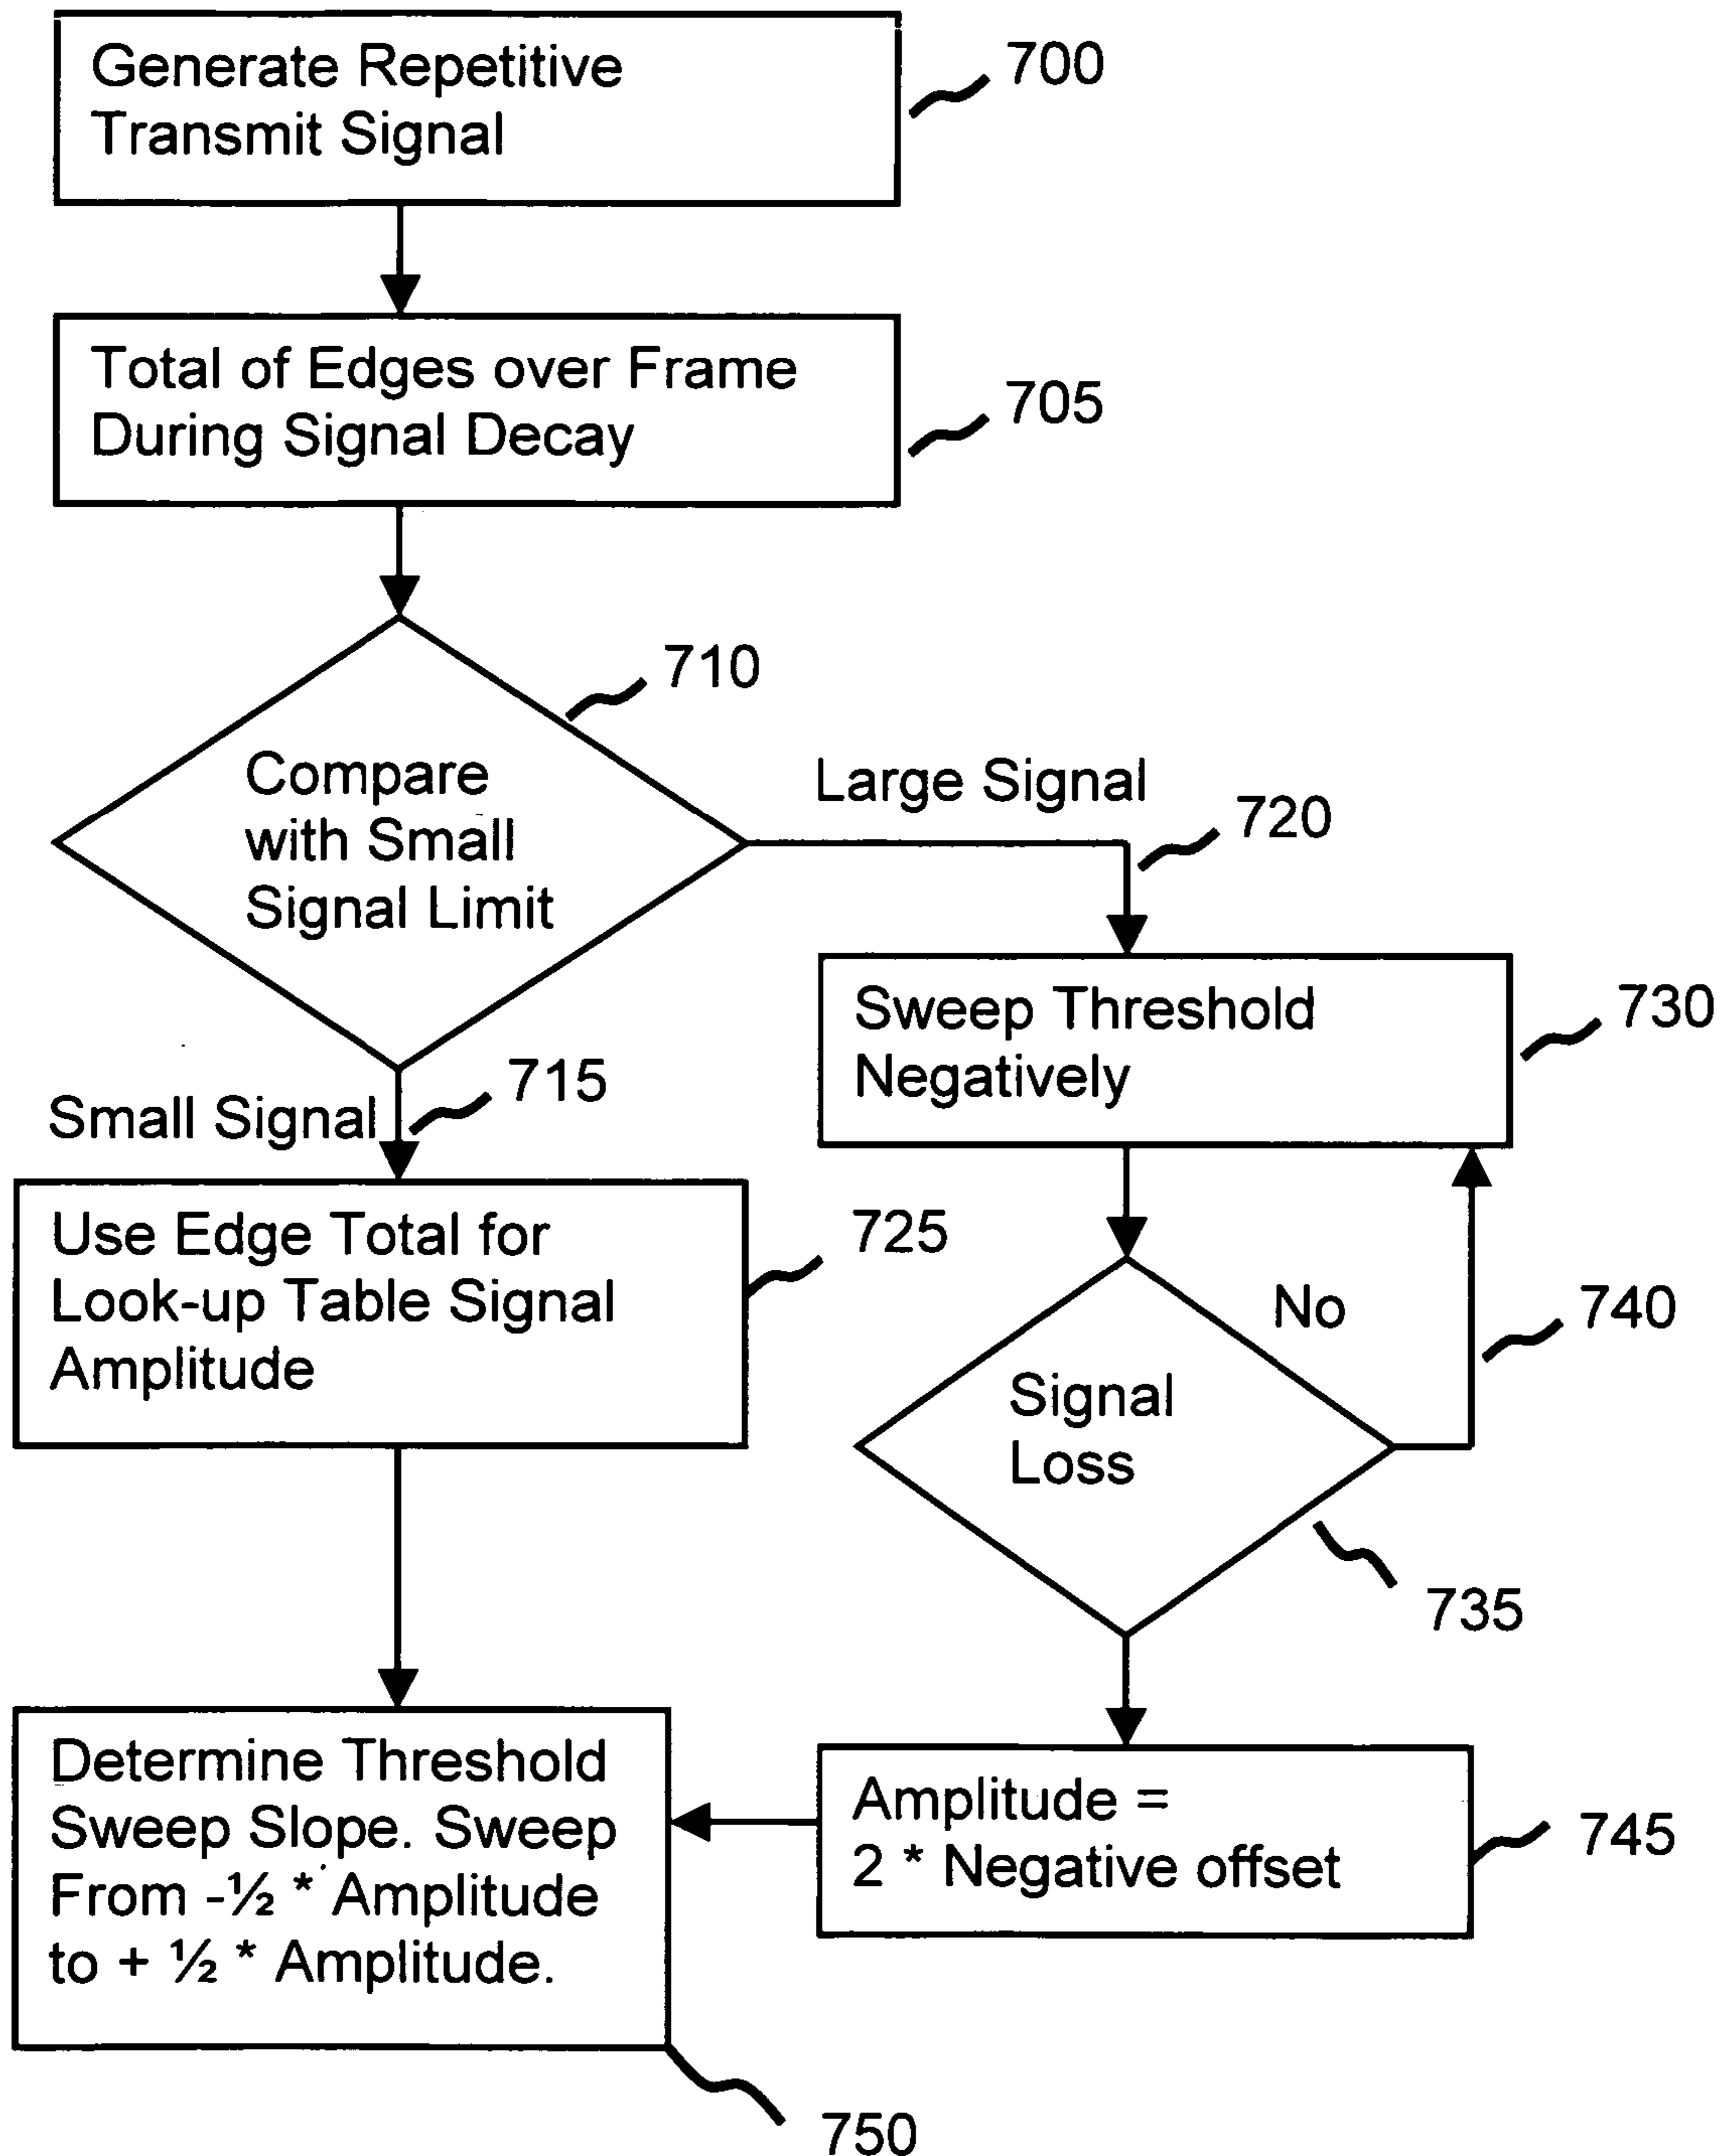 Generate Repetitive
Transmit Signal
700
Total of Edges over Frame
During Signal Decay
705
710
Compare
with Small
Signal Limit
Large Signal
720
Sweep Threshold
Negatively
730
715
Small Signal
Use Edge Total for
Look-up Table Signal
Amplitude
725
No
740
Signal
Loss
735
Determine Threshold
Sweep Slope. Sweep
From -½ * Amplitude
to + ½ * Amplitude.
Amplitude =
2 * Negative offset
745
750